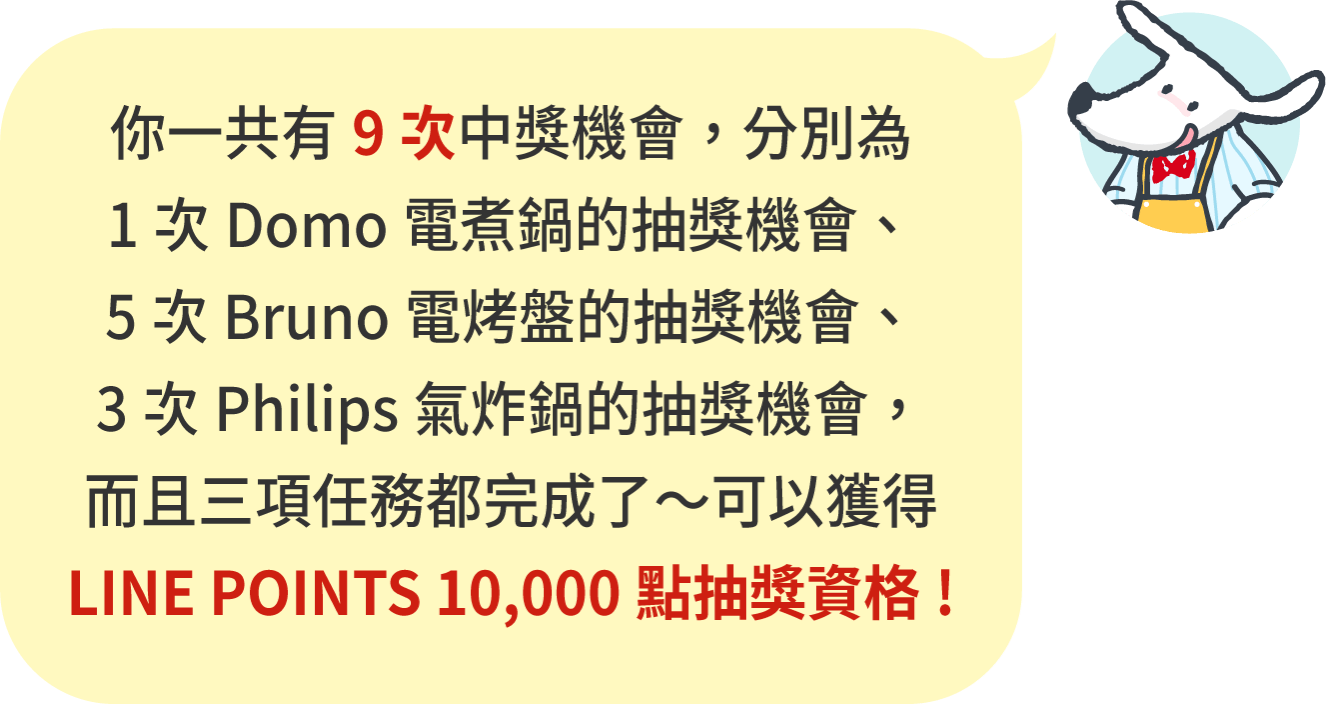 你一共有 9 次中獎機會，分別為
1 次 Domo 電煮鍋的抽獎機會、
5 次 Bruno 電烤盤的抽獎機會、
3 次 Philips 氣炸鍋的抽獎機會，
而且三項任務都完成了～可以獲得
LINE POINTS 10,000 點抽獎資格！